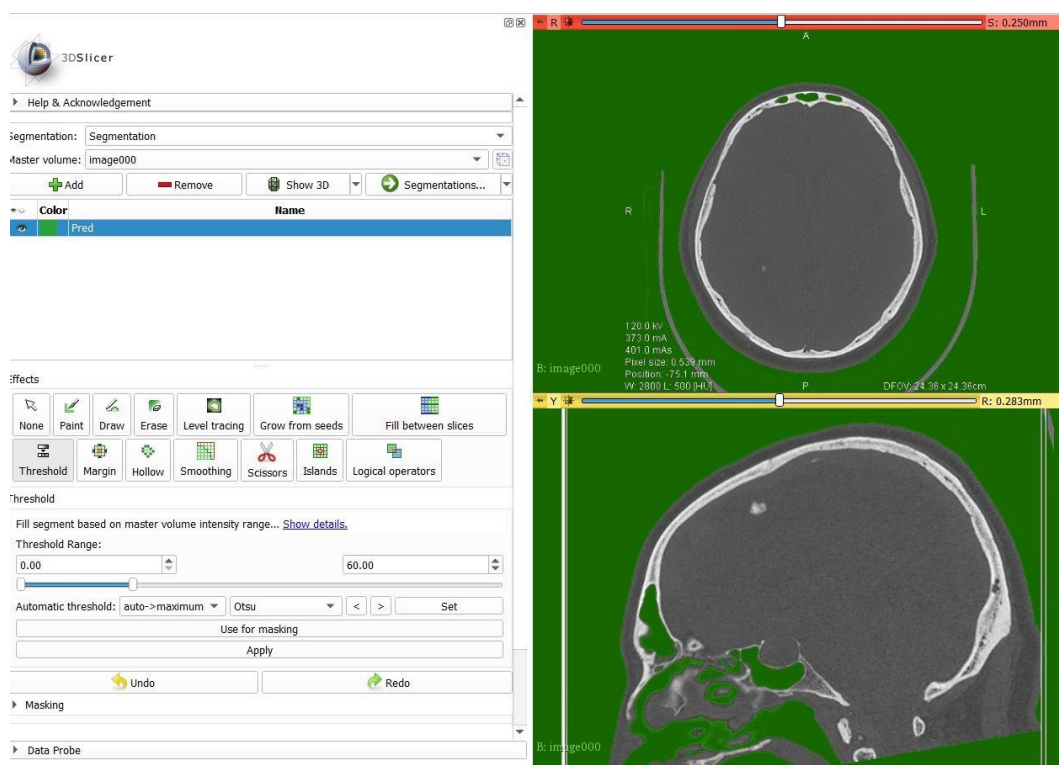 3DSlicer
Help & Acknowledgement
Segmentation: Segmentation
Master volume: image000
Add Remove Show 3D Segmentations...
Color Name
Pred
Effects
None Paint Draw Erase Level tracing Grow from seeds Fill between slices
Threshold Margin Hollow Smoothing Scissors Islands Logical operators
Threshold
Fill segment based on master volume intensity range... Show details.
Threshold Range:
0.00 60.00
Automatic threshold: auto->maximum Otsu < > Set
Use for masking
Apply
Undo Redo
Masking
Data Probe
R S: 0.250mm
A
R L
120.0 kV
373.0 mA
401.0 mAs
Pixel size: 0.539 mm
Position: -75.1 mm
W: 2800 L: 500 [HU] P DFOV: 24.36 x 24.36cm
B: image000
Y R: 0.283mm
B: image000